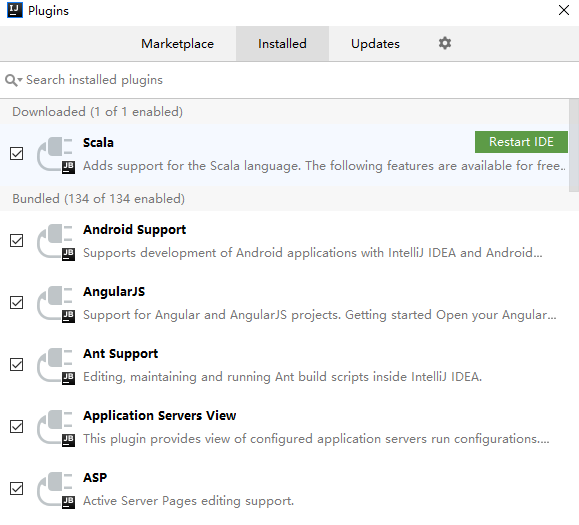 IJ Plugins
Marketplace Installed Updates
Search installed plugins
Downloaded (1 of 1 enabled)
Scala Restart IDE
JB Adds support for the Scala language. The following features are available for free..
Bundled (134 of 134 enabled)
Android Support
JB Supports development of Android applications with IntelliJ IDEA and Android...
AngularJS
JB Support for Angular and AngularJS projects. Getting started Open your Angular...
Ant Support
JB Editing, maintaining and running Ant build scripts inside IntelliJ IDEA.
Application Servers View
JB This plugin provides view of configured application servers run configurations....
ASP
JB Active Server Pages editing support.